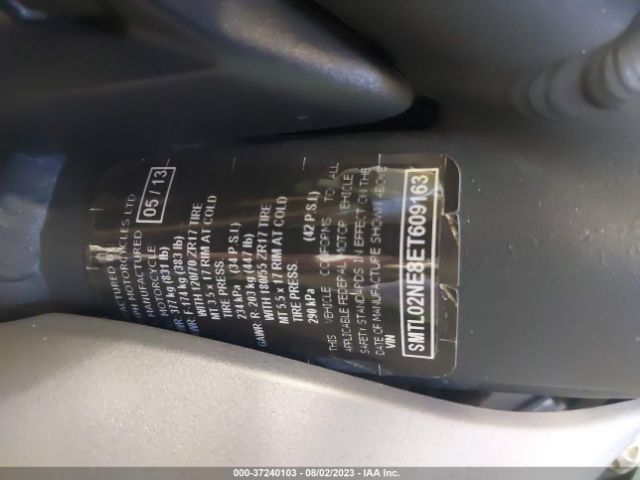 MOTORCYCLES LTD
MANUFACTURED 05 / 13
MOTORCYCLE
377 kg (831 lb)
F-174 kg (383 lb)
WITH 120/70 ZR17 TIRE
MT 3.5 x 17 RIM AT COLD
TIRE PRESS
234 kPa (34 P.S.I.)
GAWR R-203 kg (447 lb)
WITH 180/55 ZR17 TIRE
MT 5.5 x 17 RIM AT COLD
TIRE PRESS
290 kPa (42 P.S.I)
THIS VEHICLE CONFORMS TO ALL
APPLICABLE FEDERAL MOTOR VEHICLE
SAFETY STANDARDS IN EFFECT ON THE
DATE OF MANUFACTURE SHOWN ABOVE
VIN
SMTL02NE8ET609163
000-37240103 - 08/02/2023 - IAA Inc.